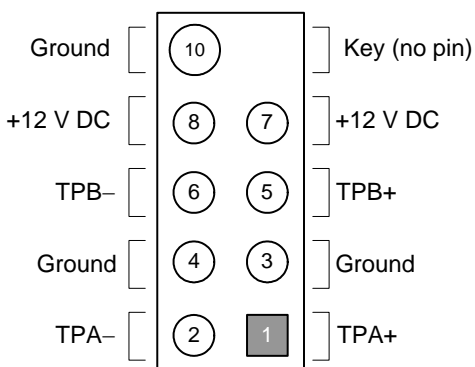 Ground 10 Key (no pin)
+12 V DC 8 7 +12 V DC
TPB− 6 5 TPB+
Ground 4 3 Ground
TPA− 2 1 TPA+